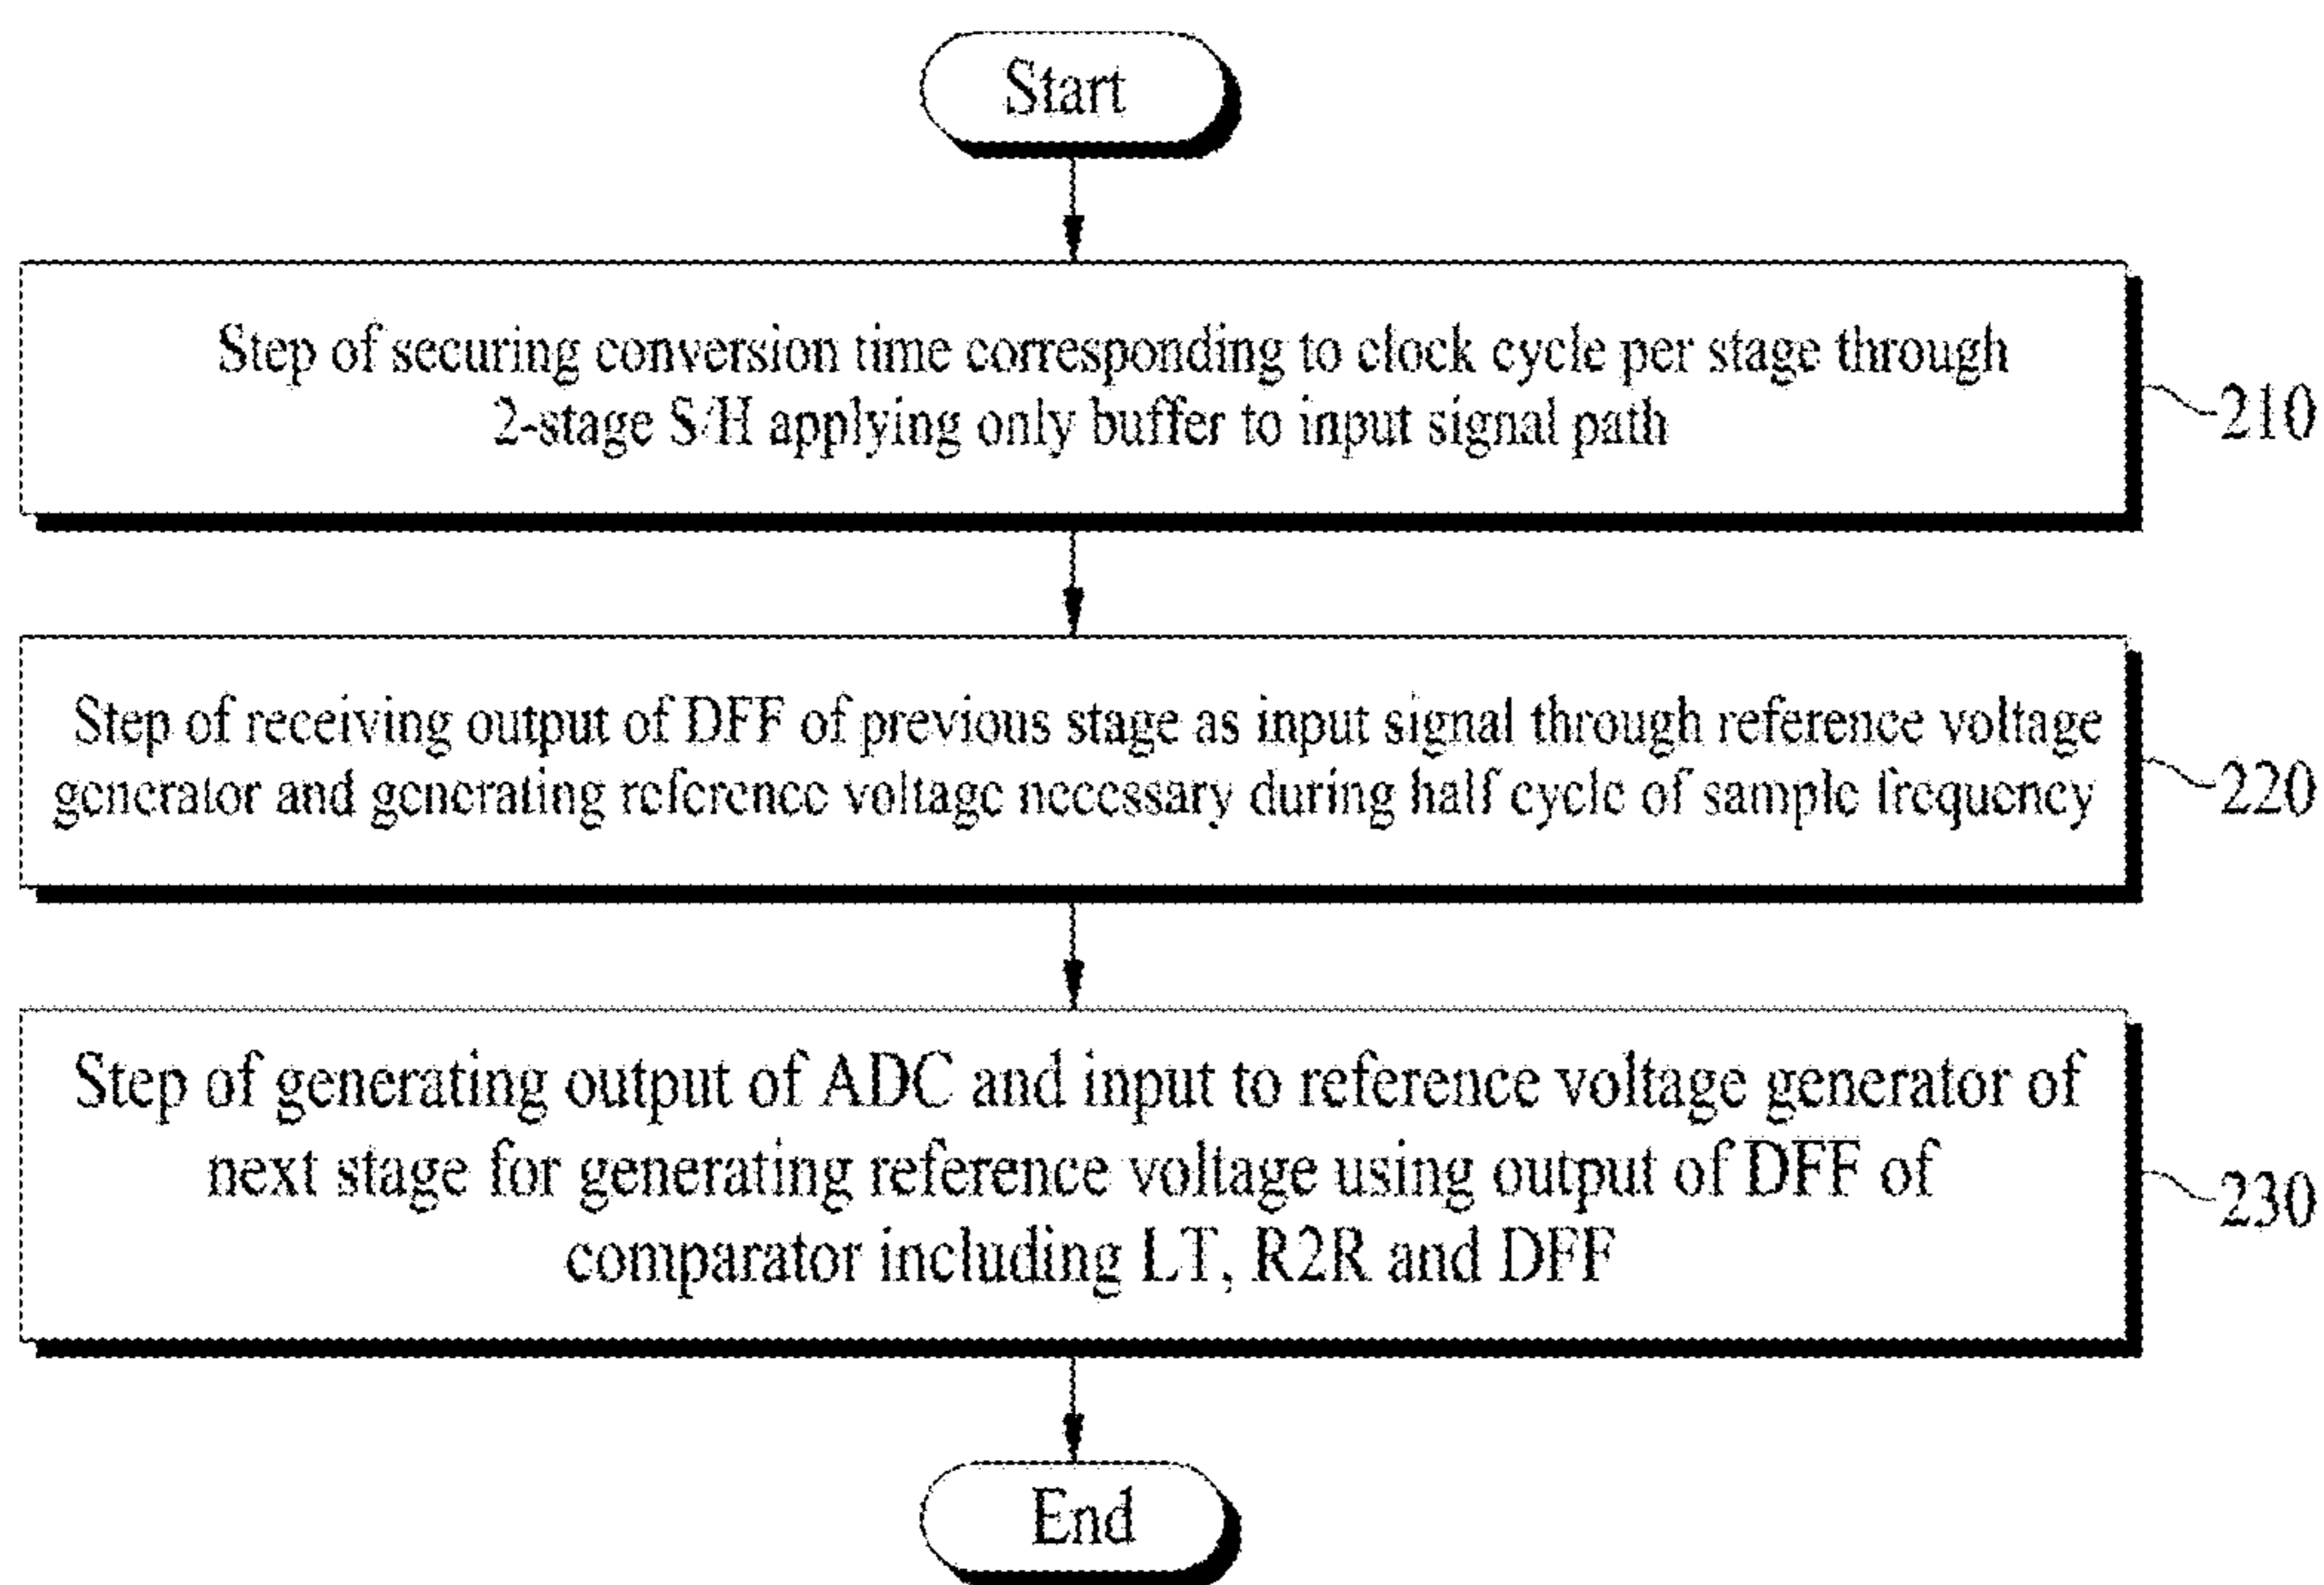 Start
Step of securing conversion time corresponding to clock cycle per stage through
2-stage S/H applying only buffer to input signal path
210
Step of receiving output of DFF of previous stage as input signal through reference voltage
generator and generating reference voltage necessary during half cycle of sample frequency
220
Step of generating output of ADC and input to reference voltage generator of
next stage for generating reference voltage using output of DFF of
comparator including LT, R2R and DFF
230
End